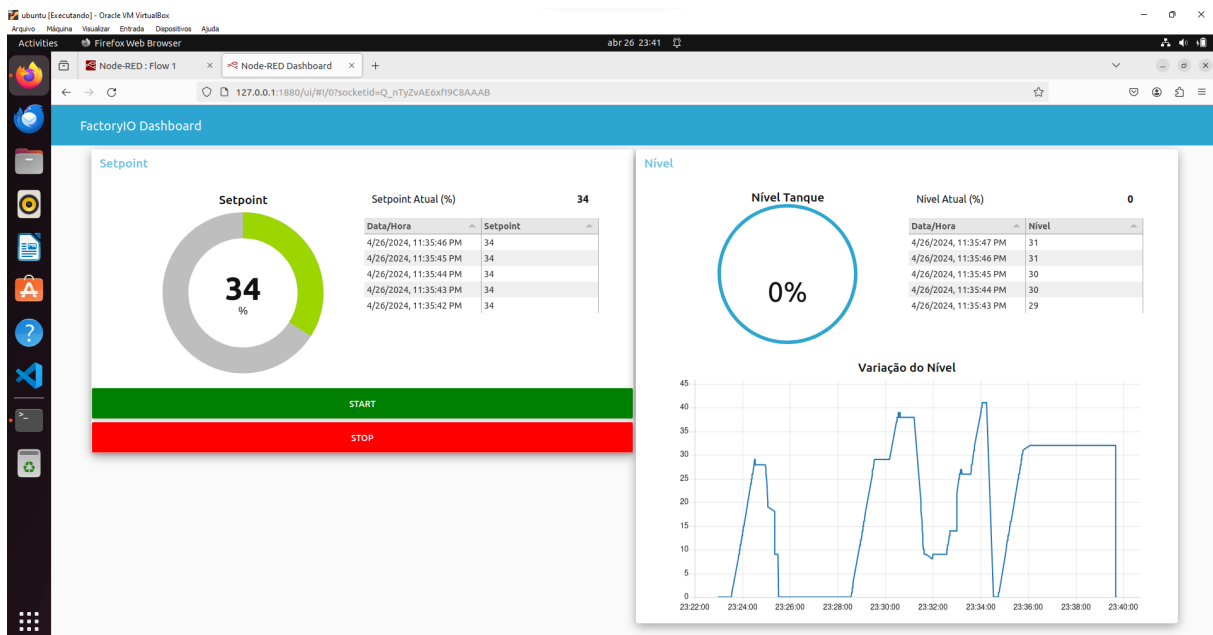 ubuntu [Executando] - Oracle VM VirtualBox
Arquivo Máquina Visualizar Entrada Dispositivos Ajuda
Activities Firefox Web Browser abr 26 23:41
Node-RED : Flow 1 × Node-RED Dashboard × +
127.0.0.1:1880/ui/#!/0?socketid=Q_nTyZvAE6xfI9C8AAAB
FactoryIO Dashboard
Setpoint
Setpoint
34
%
Setpoint Atual (%) 34
Data/Hora Setpoint
4/26/2024, 11:35:46 PM 34
4/26/2024, 11:35:45 PM 34
4/26/2024, 11:35:44 PM 34
4/26/2024, 11:35:43 PM 34
4/26/2024, 11:35:42 PM 34
START
STOP
Nível
Nível Tanque
0%
Nível Atual (%) 0
Data/Hora Nível
4/26/2024, 11:35:47 PM 31
4/26/2024, 11:35:46 PM 31
4/26/2024, 11:35:45 PM 30
4/26/2024, 11:35:44 PM 30
4/26/2024, 11:35:43 PM 29
Variação do Nível
45
40
35
30
25
20
15
10
5
0
23:22:00 23:24:00 23:26:00 23:28:00 23:30:00 23:32:00 23:34:00 23:36:00 23:38:00 23:40:00